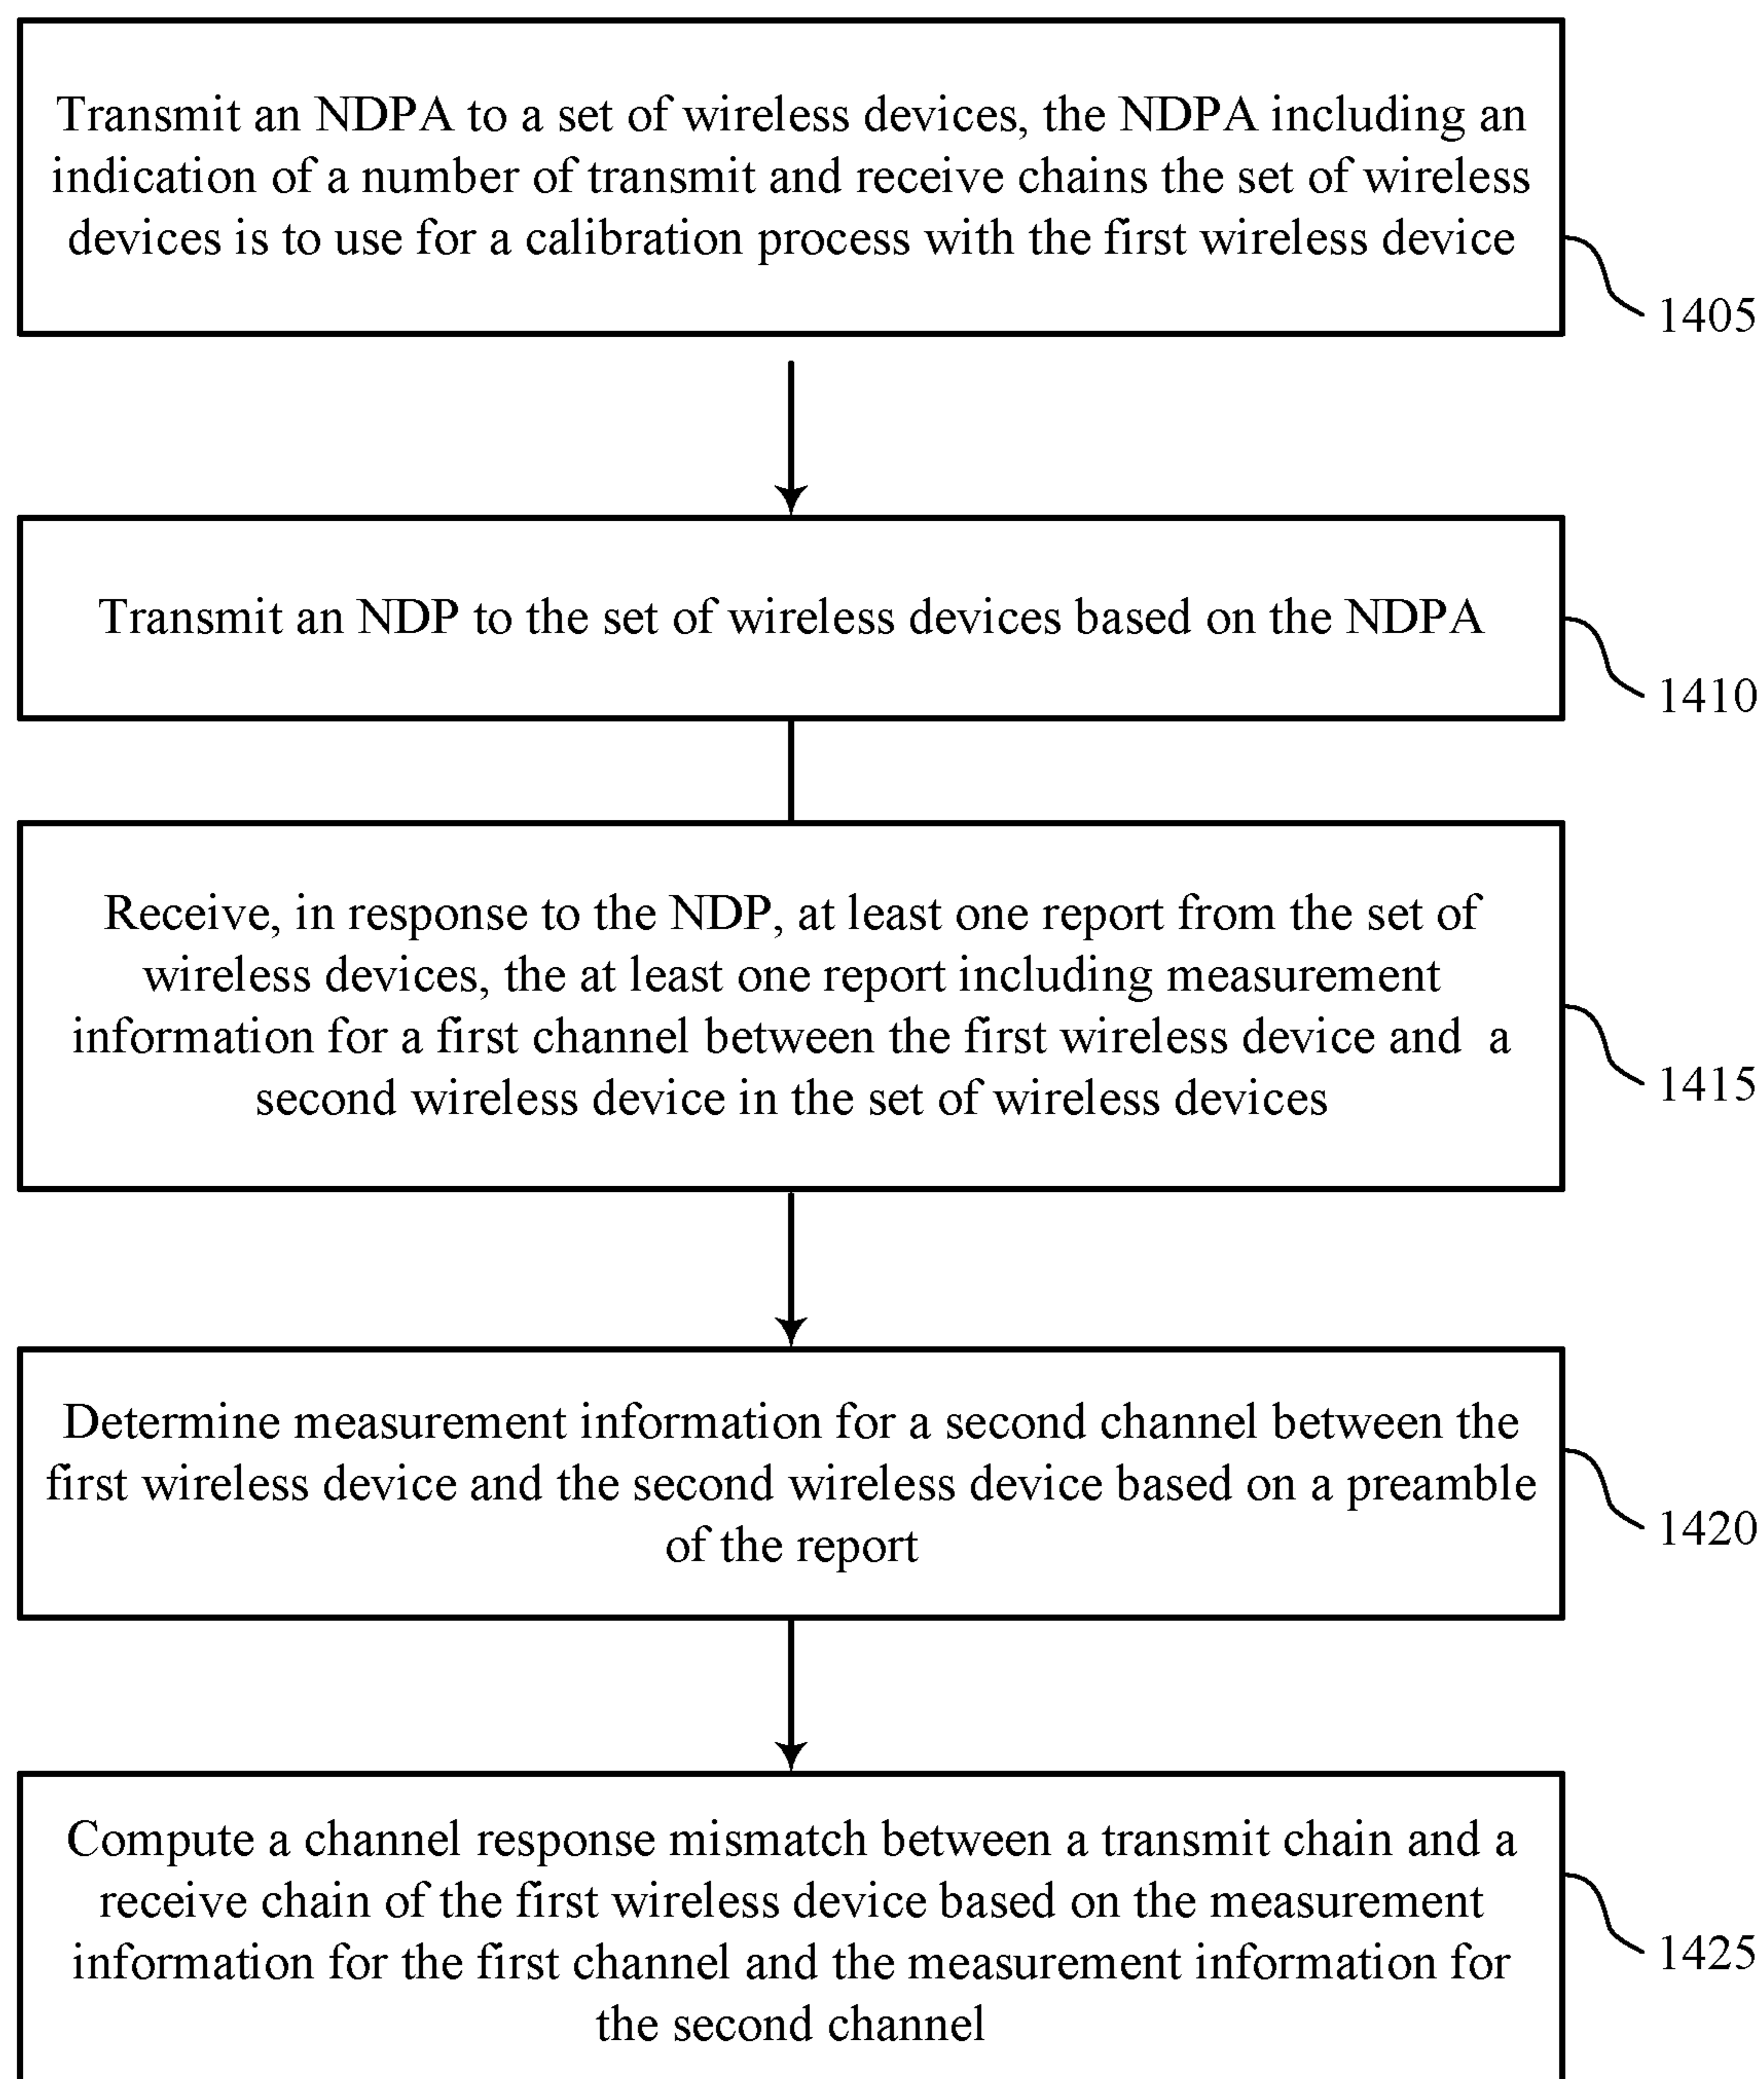 Transmit an NDPA to a set of wireless devices, the NDPA including an
indication of a number of transmit and receive chains the set of wireless
devices is to use for a calibration process with the first wireless device
1405
Transmit an NDP to the set of wireless devices based on the NDPA
1410
Receive, in response to the NDP, at least one report from the set of
wireless devices, the at least one report including measurement
information for a first channel between the first wireless device and a
second wireless device in the set of wireless devices
1415
Determine measurement information for a second channel between the
first wireless device and the second wireless device based on a preamble
of the report
1420
Compute a channel response mismatch between a transmit chain and a
receive chain of the first wireless device based on the measurement
information for the first channel and the measurement information for
the second channel
1425